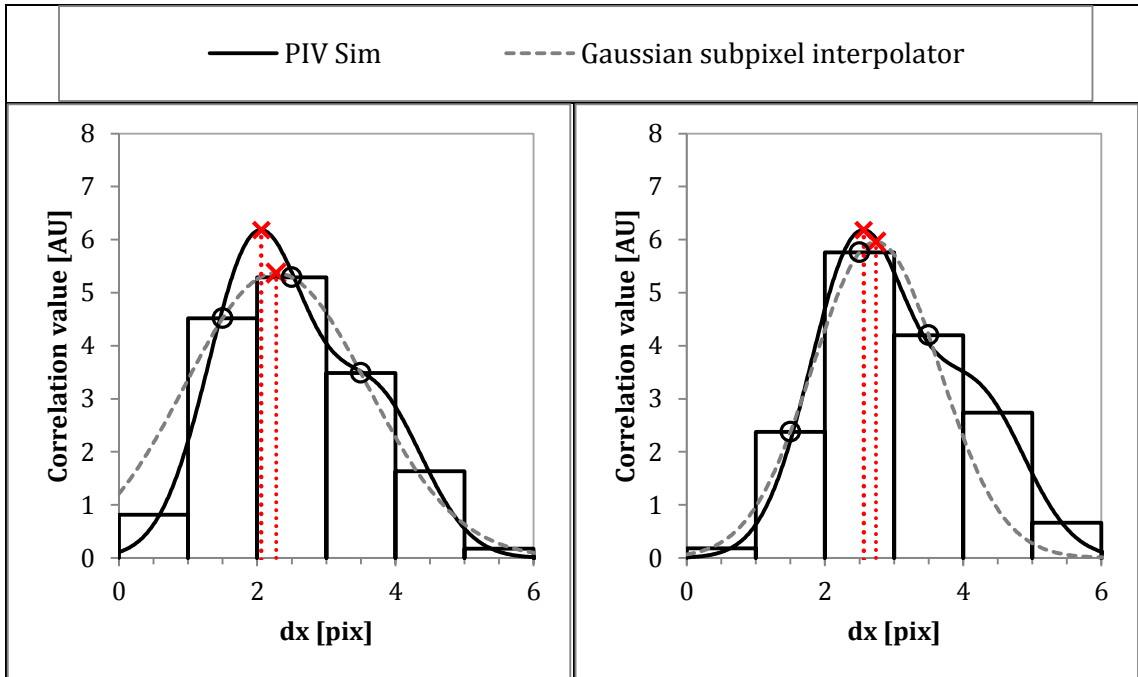 PIV Sim Gaussian subpixel interpolator
8
7
6
5
4
3
2
1
0
Correlation value [AU]
0 2 4 6
dx [pix]
8
7
6
5
4
3
2
1
0
Correlation value [AU]
0 2 4 6
dx [pix]